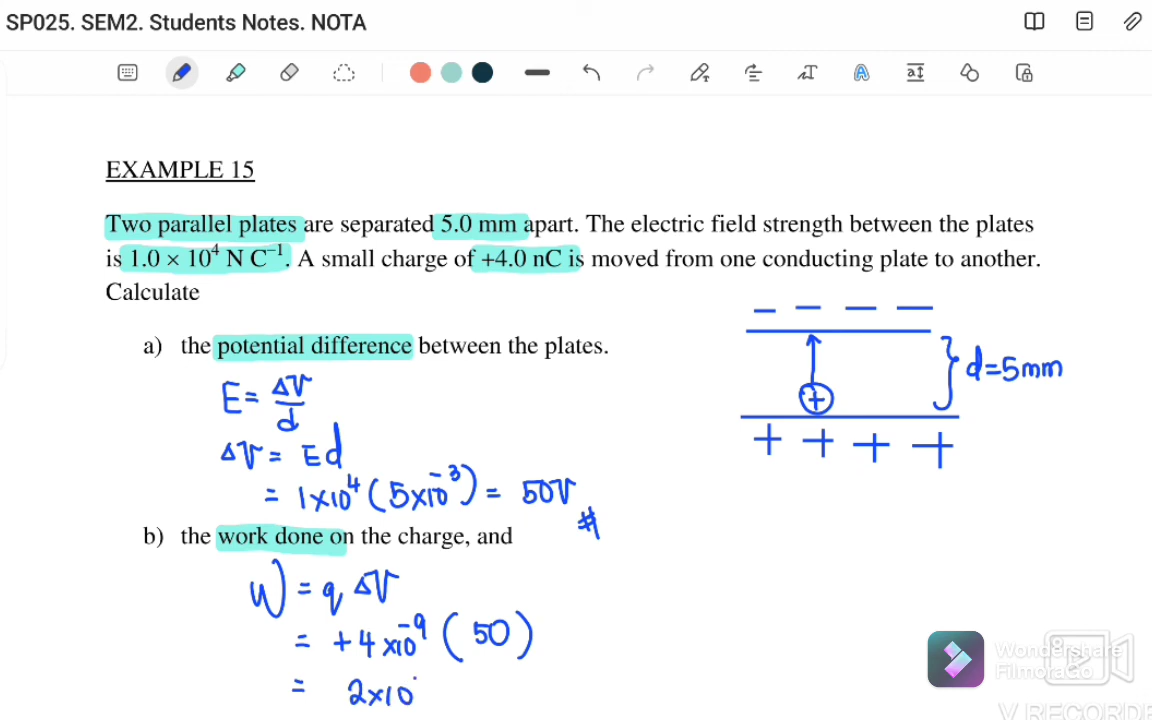 SP025. SEM2. Students Notes. NOTA
EXAMPLE 15
Two parallel plates are separated 5.0 mm apart. The electric field strength between the plates
is 1.0 × 10⁴ N C⁻¹. A small charge of +4.0 nC is moved from one conducting plate to another.
Calculate
− − − −
a) the potential difference between the plates.
+
} d=5mm
+ + + +
E = ΔV/d
ΔV = Ed
= 1×10⁴ (5×10⁻³) = 50V
#
b) the work done on the charge, and
W = q ΔV
= +4×10⁻⁹ (50)
= 2×10
Wondershare
FilmoraGo
V RECORDE